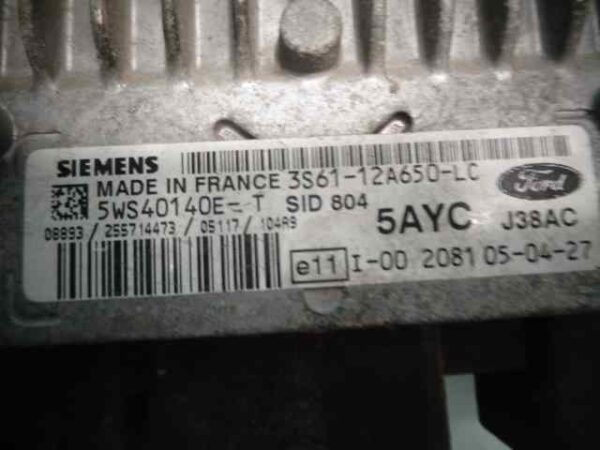 SIEMENS
MADE IN FRANCE 3S61-12A650-LC
Ford
5WS40140E-T SID 804
5AYC J38AC
08893 / 255714473 / 05117 / 104A9
e11 I-00 2081 05-04-27